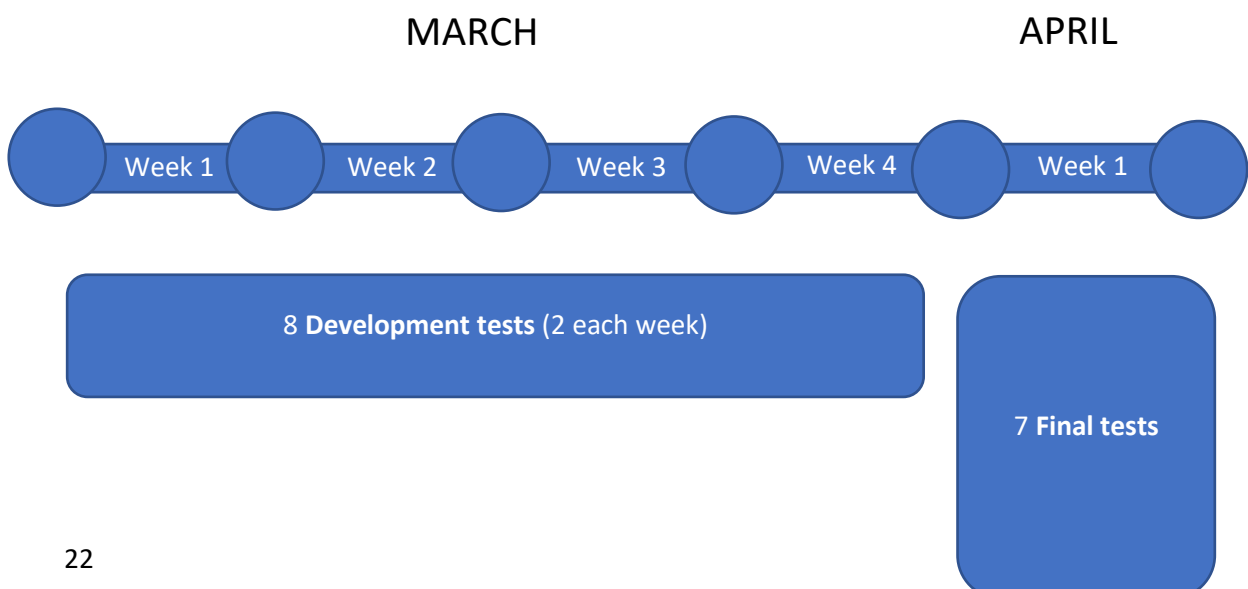 MARCH
APRIL
Week 1
Week 2
Week 3
Week 4
Week 1
8 Development tests (2 each week)
7 Final tests
22